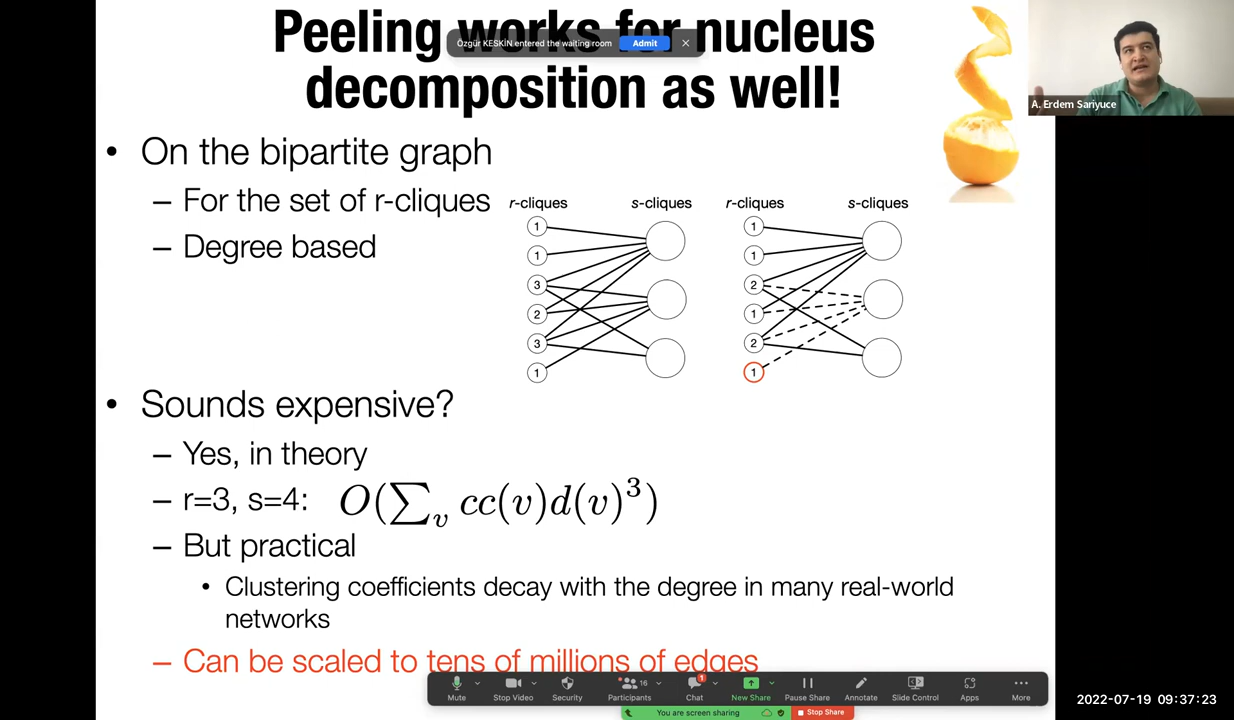 Peeling works for nucleus
Özgür KESKİN entered the waiting room Admit
decomposition as well!
A. Erdem Sarıyuce
• On the bipartite graph
– For the set of r-cliques
– Degree based
r-cliques s-cliques r-cliques s-cliques
1 1
1 1
3 2
2 1
3 2
1 1
• Sounds expensive?
– Yes, in theory
– r=3, s=4: O(∑v cc(v)d(v)³)
– But practical
• Clustering coefficients decay with the degree in many real-world
networks
– Can be scaled to tens of millions of edges
16 1
Mute Stop Video Security Participants Chat New Share Pause Share Annotate Slide Control Apps More
You are screen sharing Stop Share
2022-07-19 09:37:23